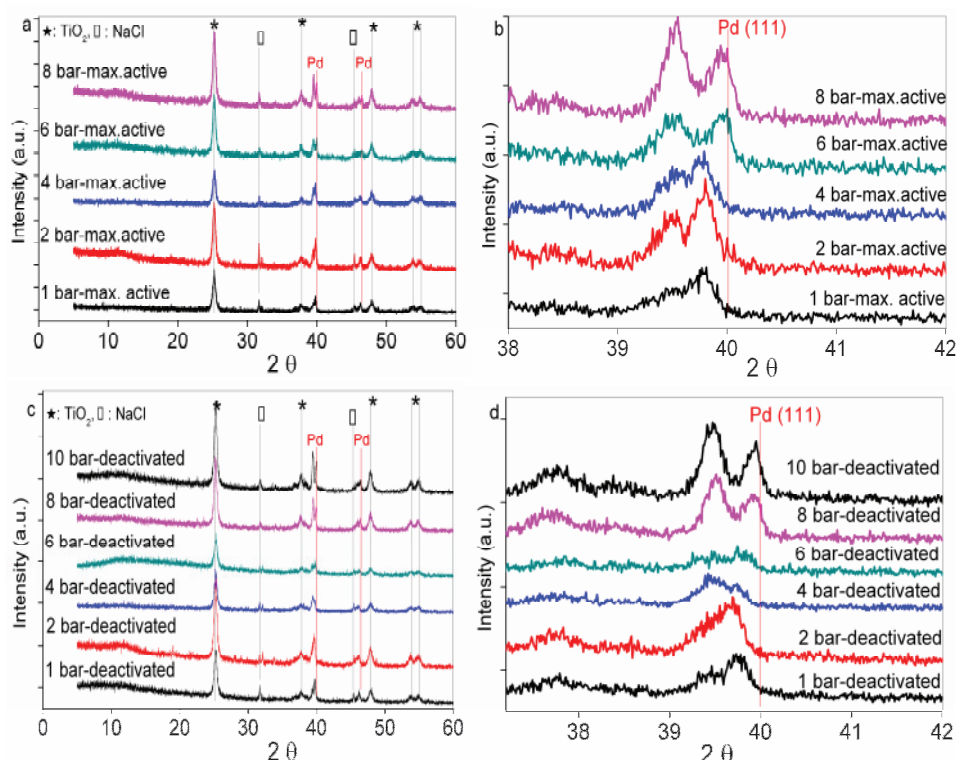 a
★: TiO₂, ▯ : NaCl
★ ▯ ★ ▯ ★ ★
Pd Pd
8 bar-max.active
6 bar-max.active
4 bar-max.active
2 bar-max.active
1 bar-max. active
Intensity (a.u.)
0 10 20 30 40 50 60
2 θ
b
Pd (111)
8 bar-max.active
6 bar-max.active
4 bar-max.active
2 bar-max.active
1 bar-max. active
Intensity (a.u.)
38 39 40 41 42
2 θ
c
★: TiO₂, ▯ : NaCl
★ ▯ ★ ▯ ★ ★
Pd Pd
10 bar-deactivated
8 bar-deactivated
6 bar-deactivated
4 bar-deactivated
2 bar-deactivated
1 bar-deactivated
Intensity (a.u.)
0 10 20 30 40 50 60
2 θ
d
Pd (111)
10 bar-deactivated
8 bar-deactivated
6 bar-deactivated
4 bar-deactivated
2 bar-deactivated
1 bar-deactivated
Intensity (a.u.)
38 39 40 41 42
2 θ